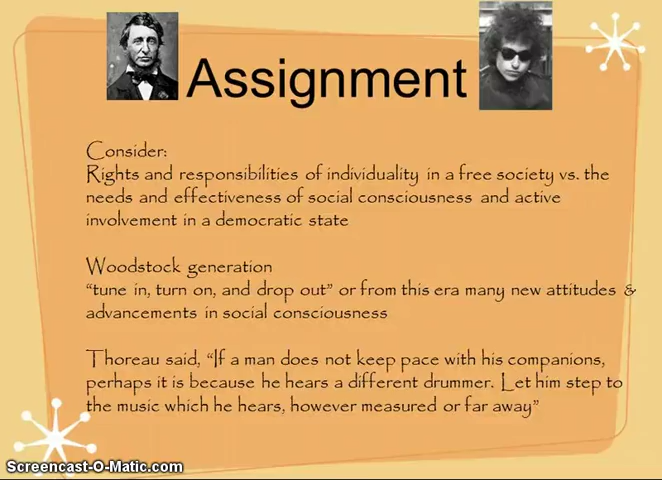 Assignment
Consider:
Rights and responsibilities of individuality in a free society vs. the
needs and effectiveness of social consciousness and active
involvement in a democratic state
Woodstock generation
“tune in, turn on, and drop out” or from this era many new attitudes &
advancements in social consciousness
Thoreau said, “If a man does not keep pace with his companions,
perhaps it is because he hears a different drummer. Let him step to
the music which he hears, however measured or far away”
Screencast-O-Matic.com